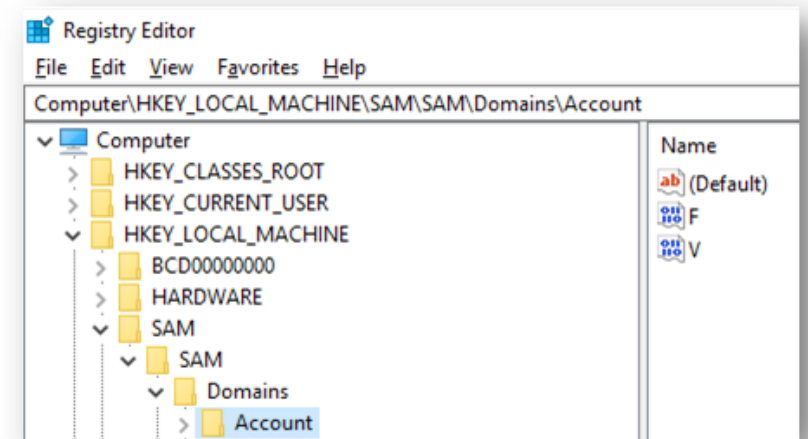 Registry Editor
File Edit View Favorites Help
Computer\HKEY_LOCAL_MACHINE\SAM\SAM\Domains\Account
Computer
HKEY_CLASSES_ROOT
HKEY_CURRENT_USER
HKEY_LOCAL_MACHINE
BCD00000000
HARDWARE
SAM
SAM
Domains
Account
Name
ab (Default)
F
V